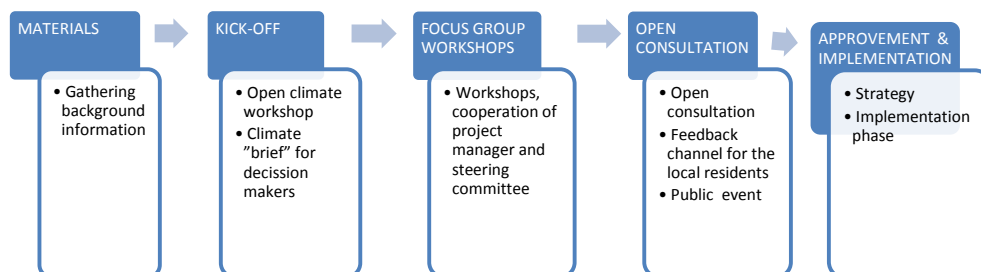 MATERIALS
• Gathering
background
information
KICK-OFF
• Open climate
workshop
• Climate
”brief” for
decission
makers
FOCUS GROUP
WORKSHOPS
• Workshops,
cooperation of
project
manager and
steering
committee
OPEN
CONSULTATION
• Open
consultation
• Feedback
channel for the
local residents
• Public event
APPROVEMENT &
IMPLEMENTATION
• Strategy
• Implementation
phase